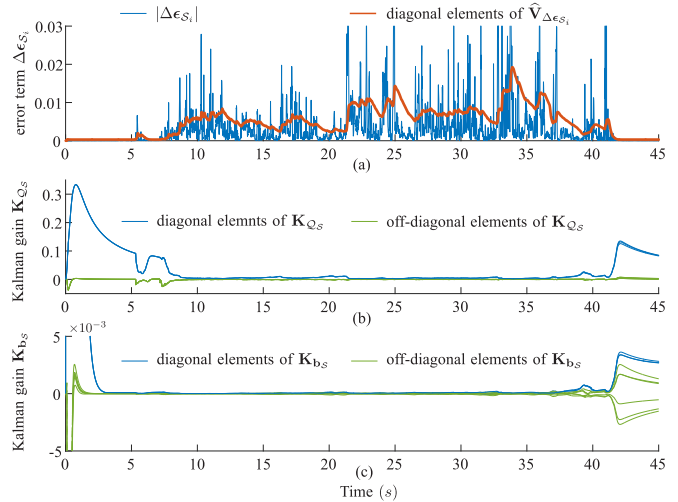 |Δϵ_{𝒮_i}| diagonal elements of V̂_{Δϵ_{𝒮_i}}
error term Δϵ_{𝒮_i}
0.03
0.02
0.01
0
0 5 10 15 20 25 30 35 40 45
(a)
Kalman gain K_{𝒬_𝒮}
diagonal elemnts of K_{𝒬_𝒮} off-diagonal elements of K_{𝒬_𝒮}
0.3
0.2
0.1
0
0 5 10 15 20 25 30 35 40 45
(b)
Kalman gain K_{b_𝒮}
×10⁻³
diagonal elements of K_{b_𝒮} off-diagonal elements of K_{b_𝒮}
5
0
-5
0 5 10 15 20 25 30 35 40 45
(c)
Time (s)